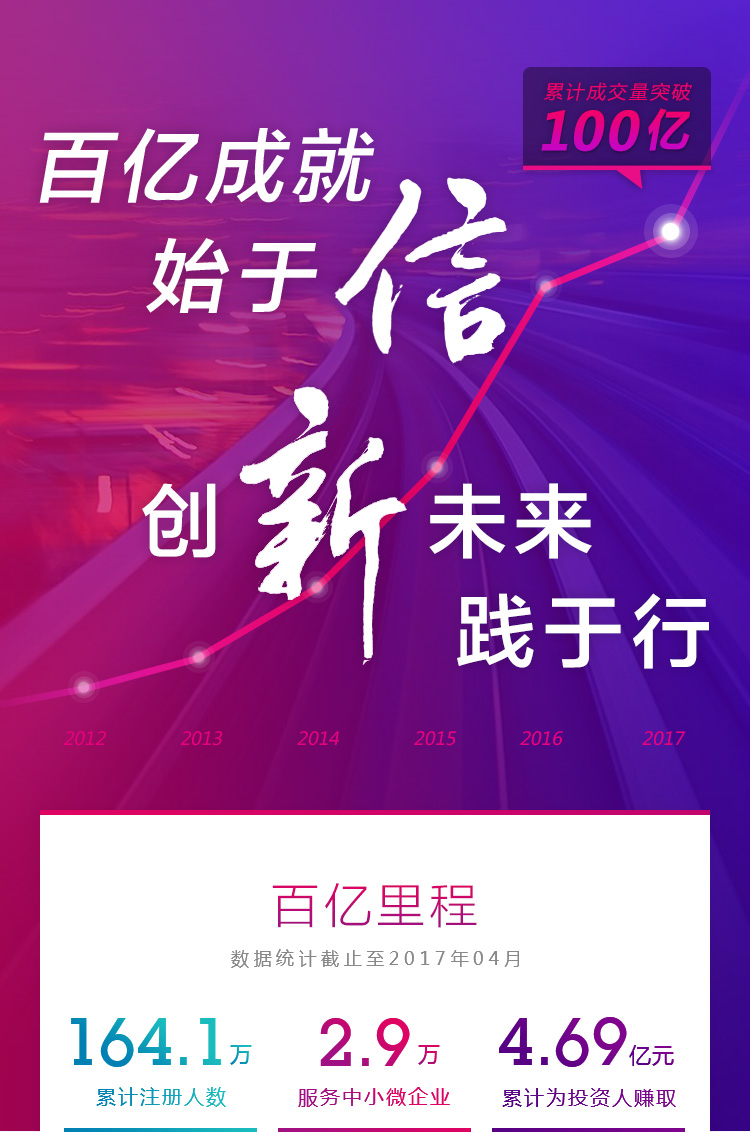 累计成交量突破
100亿
百亿成就
始于信
创新未来
践于行
2012 2013 2014 2015 2016 2017
百亿里程
数据统计截止至2017年04月
164.1万 2.9万 4.69亿元
累计注册人数 服务中小微企业 累计为投资人赚取